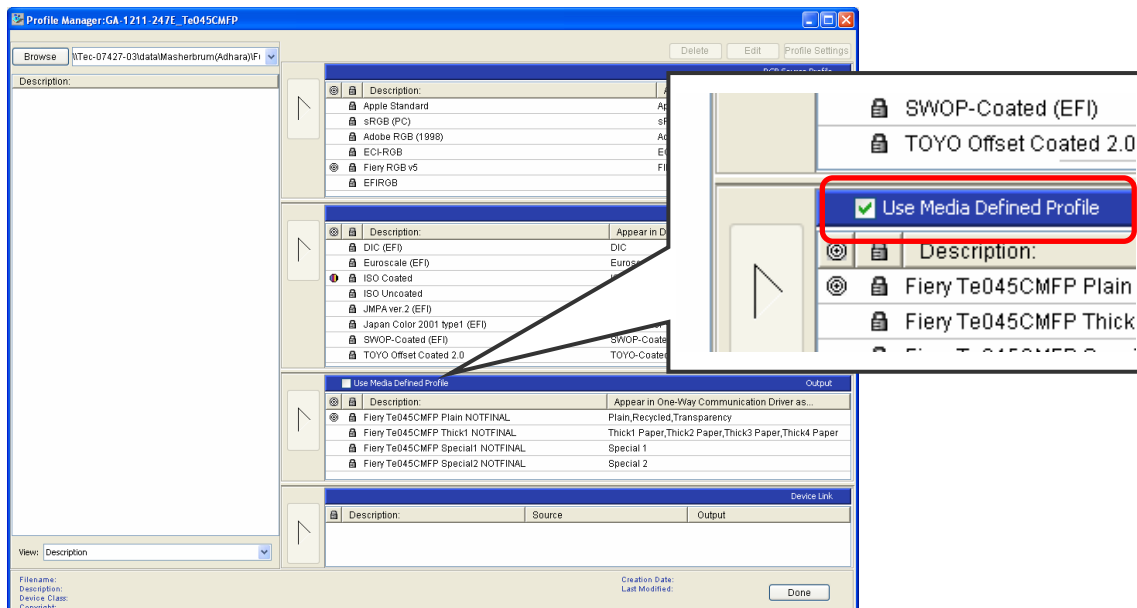 Profile Manager:GA-1211-247E_Te045CMFP
Browse \\Tec-07427-03\data\Masherbrum(Adhara)\F
Delete Edit Profile Settings
Description:
RGB Source Profile
Description:
Apple Standard
sRGB (PC)
Adobe RGB (1998)
ECI-RGB
Fiery RGB v5
EFIRGB
Description: Appear in D
DIC (EFI) DIC
Euroscale (EFI) Eurosc
ISO Coated
ISO Uncoated
JMPA ver.2 (EFI)
Japan Color 2001 type1 (EFI)
SWOP-Coated (EFI) SWOP-Coate
TOYO Offset Coated 2.0 TOYO-Coated
Use Media Defined Profile Output
Description: Appear in One-Way Communication Driver as...
Fiery Te045CMFP Plain NOTFINAL Plain,Recycled,Transparency
Fiery Te045CMFP Thick1 NOTFINAL Thick1 Paper,Thick2 Paper,Thick3 Paper,Thick4 Paper
Fiery Te045CMFP Special1 NOTFINAL Special 1
Fiery Te045CMFP Special2 NOTFINAL Special 2
Device Link
Description: Source Output
View: Description
Filename:
Description:
Device Class:
Copyright:
Creation Date:
Last Modified:
Done
SWOP-Coated (EFI)
TOYO Offset Coated 2.0
Use Media Defined Profile
Description:
Fiery Te045CMFP Plain
Fiery Te045CMFP Thick